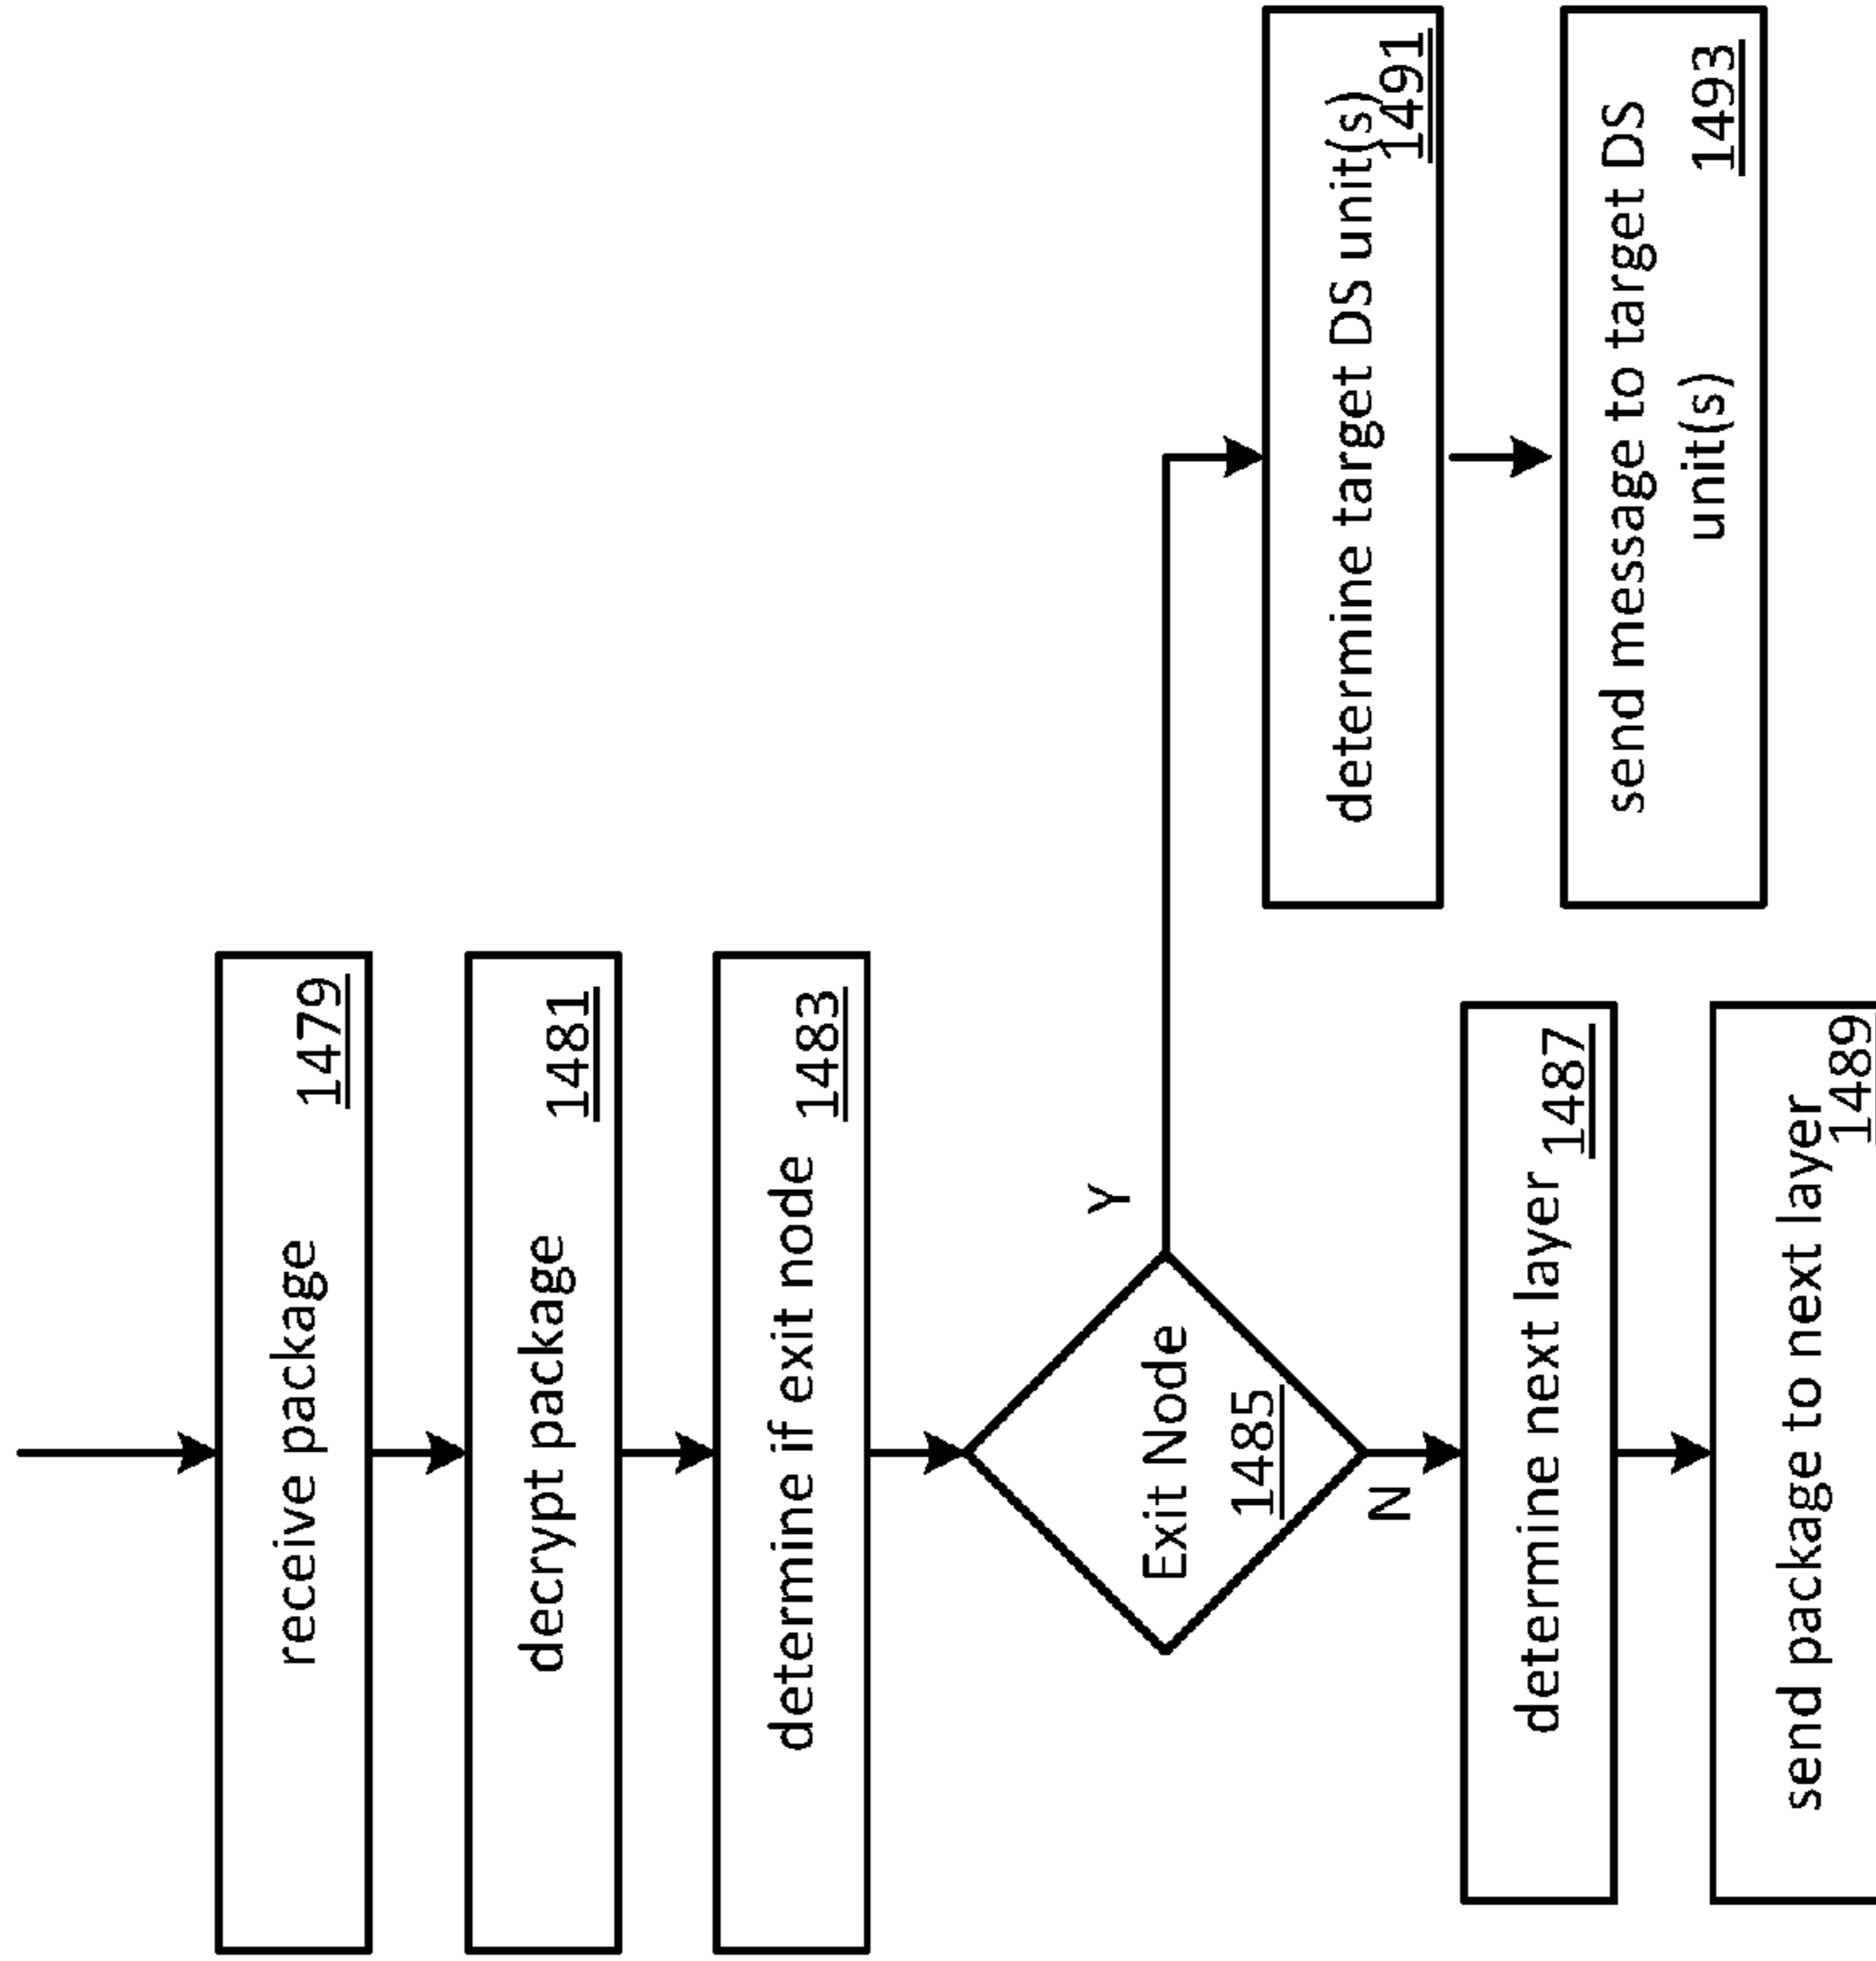 receive package
1479
decrypt package
1481
determine if exit node
1483
Exit Node
1485
Y
N
determine next layer
1487
send package to next layer
1489
determine target DS unit(s)
1491
send message to target DS
unit(s)
1493